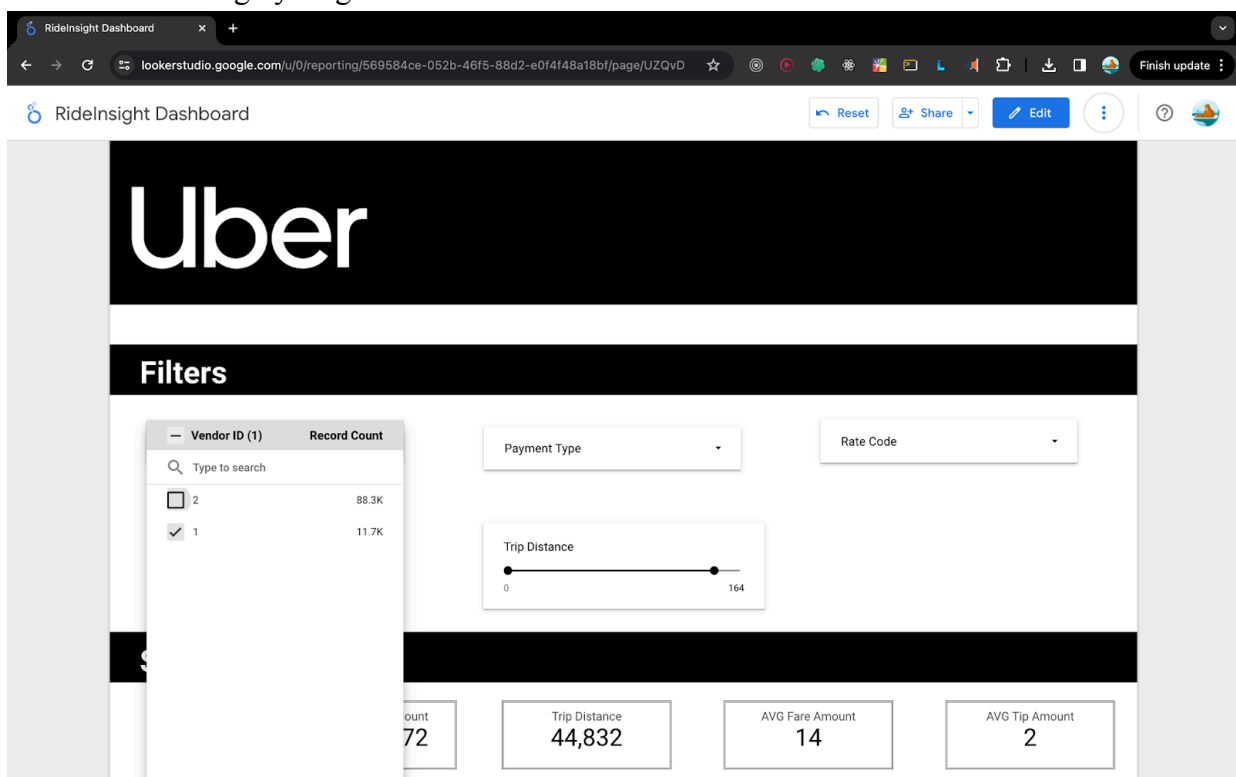 RideInsight Dashboard
lookerstudio.google.com/u/0/reporting/569584ce-052b-46f5-88d2-e0f4f48a18bf/page/UZQvD
Finish update
RideInsight Dashboard
Reset
Share
Edit
Uber
Filters
Vendor ID (1) Record Count
Type to search
2 88.3K
1 11.7K
Payment Type
Rate Code
Trip Distance
0 164
Trip Distance
44,832
AVG Fare Amount
14
AVG Tip Amount
2